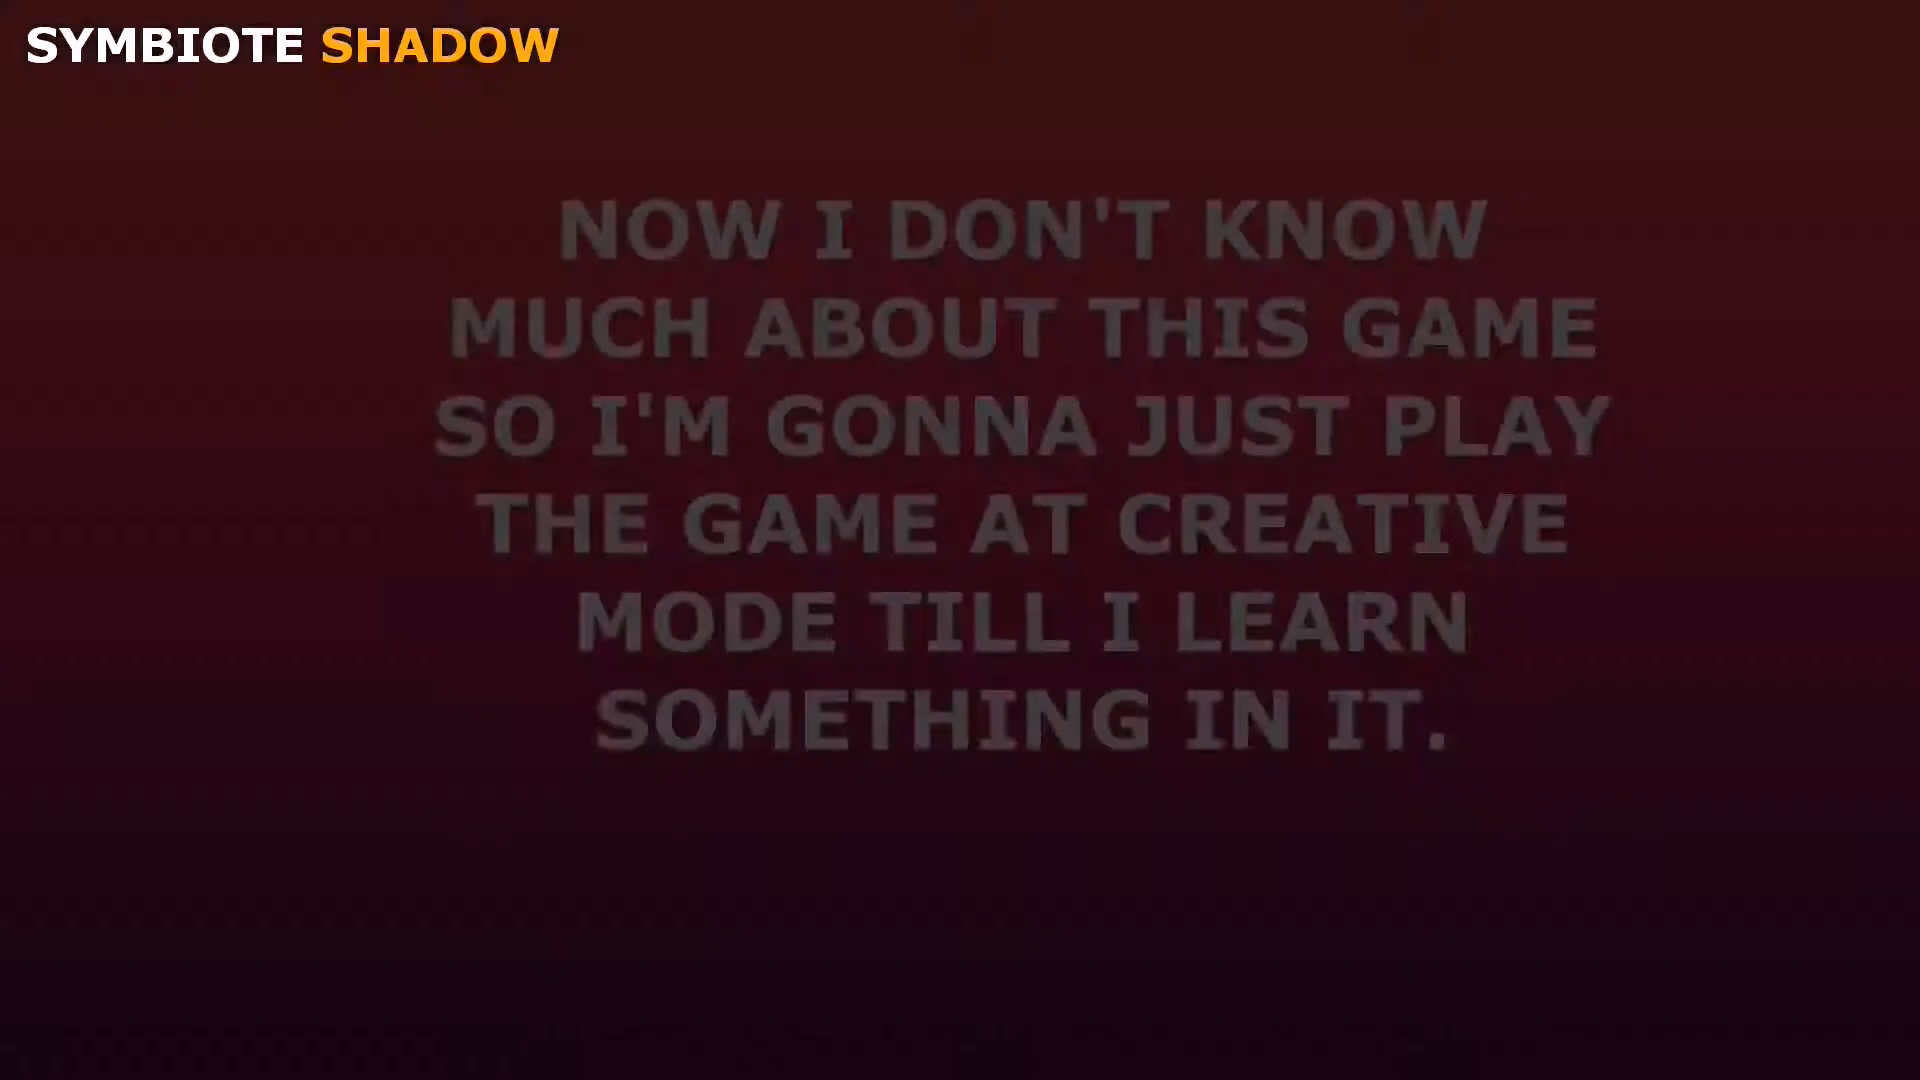 SYMBIOTE SHADOW
NOW I DON'T KNOW
MUCH ABOUT THIS GAME
SO I'M GONNA JUST PLAY
THE GAME AT CREATIVE
MODE TILL I LEARN
SOMETHING IN IT.